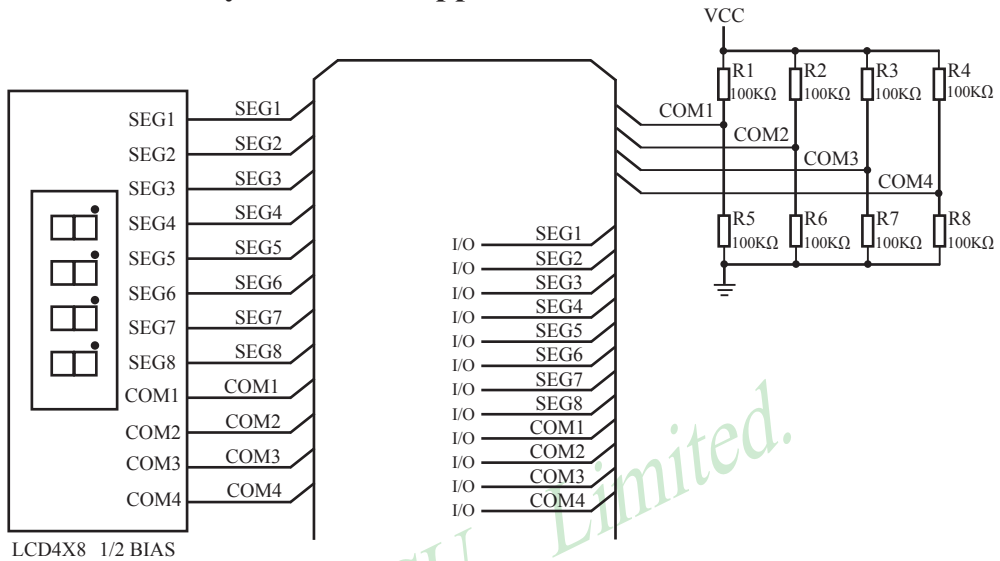 VCC
R1
100KΩ
R2
100KΩ
R3
100KΩ
R4
100KΩ
COM1
COM2
COM3
COM4
R5
100KΩ
R6
100KΩ
R7
100KΩ
R8
100KΩ
SEG1 SEG1
SEG2 SEG2
SEG3 SEG3
SEG4 SEG4
SEG5 SEG5
SEG6 SEG6
SEG7 SEG7
SEG8 SEG8
COM1 COM1
COM2 COM2
COM3 COM3
COM4 COM4
I/O SEG1
I/O SEG2
I/O SEG3
I/O SEG4
I/O SEG5
I/O SEG6
I/O SEG7
I/O SEG8
I/O COM1
I/O COM2
I/O COM3
I/O COM4
Limited.
LCD4X8 1/2 BIAS